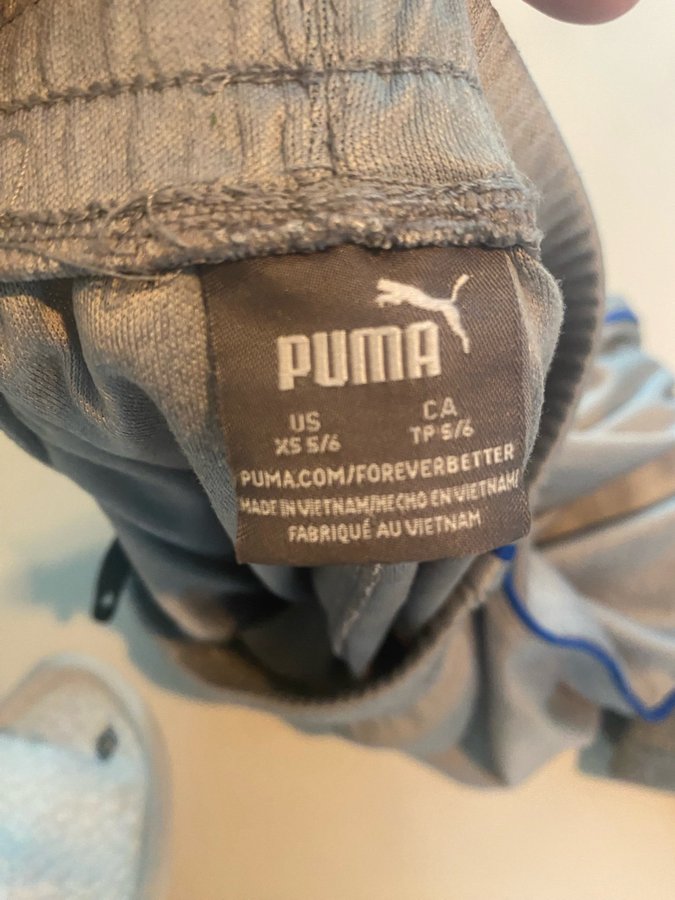 PUMA
US CA
XS 5/6 TP 5/6
PUMA.COM/FOREVERBETTER
MADE IN VIETNAM/HECHO EN VIETNAM/
FABRIQUÉ AU VIETNAM